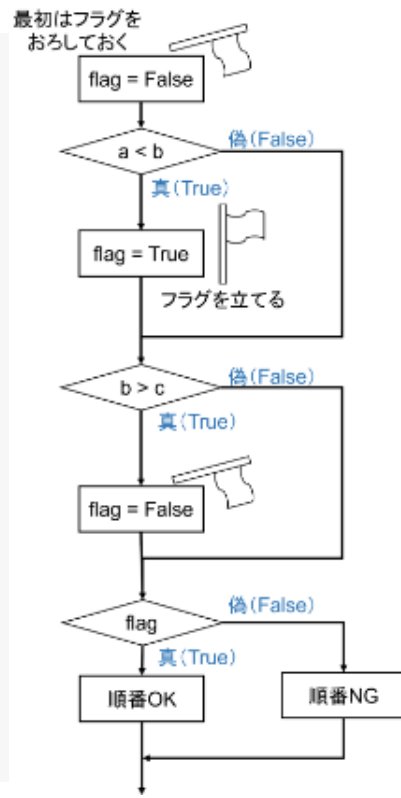 最初はフラグを
おろしておく
flag = False
a < b
偽(False)
真(True)
flag = True
フラグを立てる
b > c
偽(False)
真(True)
flag = False
flag
偽(False)
真(True)
順番OK
順番NG